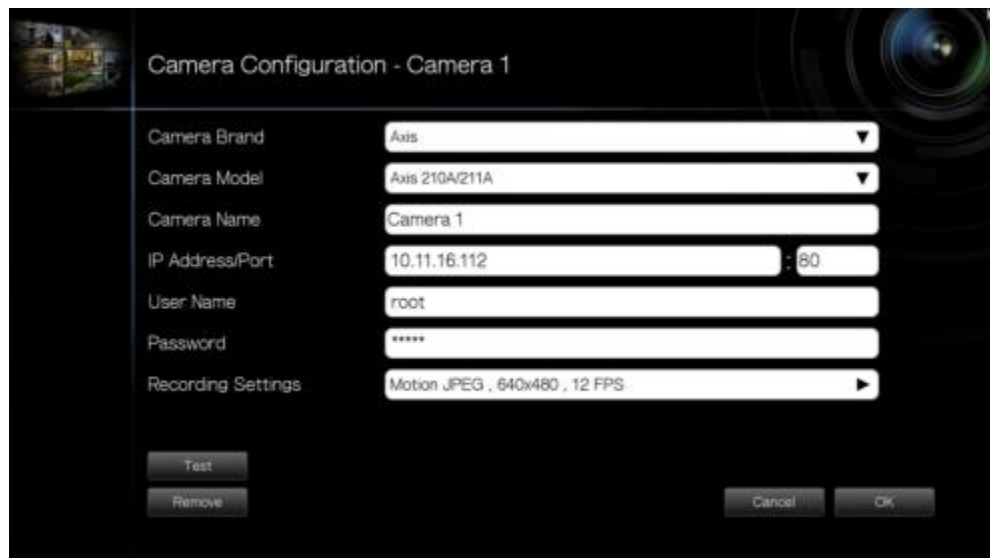 Camera Configuration - Camera 1
Camera Brand Axis
Camera Model Axis 210A/211A
Camera Name Camera 1
IP Address/Port 10.11.16.112 : 80
User Name root
Password *****
Recording Settings Motion JPEG , 640x480 , 12 FPS
Test
Remove Cancel OK